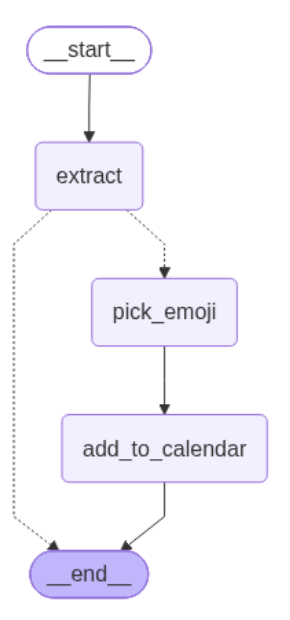 __start__
extract
pick_emoji
add_to_calendar
__end__